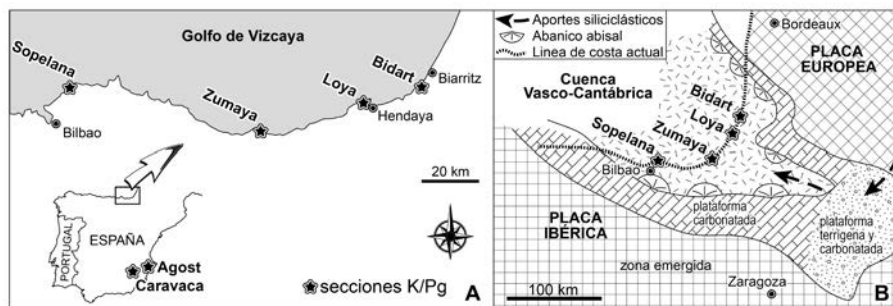 Golfo de Vizcaya
Sopelana
Bilbao
Zumaya
Loya
Hendaya
Bidart
Biarritz
20 km
PORTUGAL
ESPAÑA
Agost
Caravaca
secciones K/Pg
A
Aportes siliciclásticos
Abanico abisal
Linea de costa actual
Bordeaux
PLACA
EUROPEA
Cuenca
Vasco-Cantábrica
Bidart
Loya
Zumaya
Sopelana
Bilbao
plataforma
carbonatada
plataforma
terrígena y
carbonatada
PLACA
IBÉRICA
zona emergida
Zaragoza
100 km
B